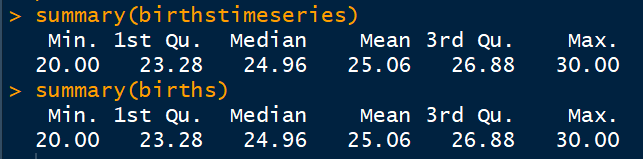 > summary(birthstimeseries)
Min. 1st Qu. Median Mean 3rd Qu. Max.
20.00 23.28 24.96 25.06 26.88 30.00
> summary(births)
Min. 1st Qu. Median Mean 3rd Qu. Max.
20.00 23.28 24.96 25.06 26.88 30.00